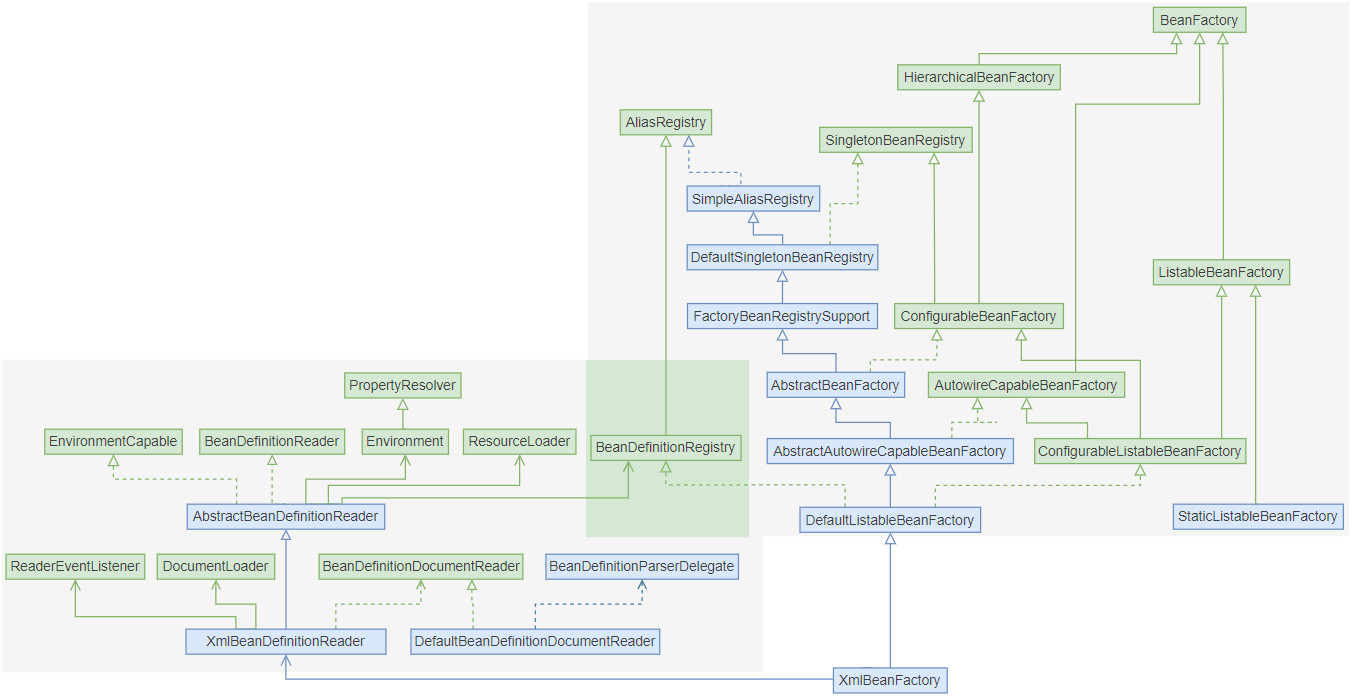 BeanFactory
HierarchicalBeanFactory
AliasRegistry
SingletonBeanRegistry
SimpleAliasRegistry
DefaultSingletonBeanRegistry
ListableBeanFactory
FactoryBeanRegistrySupport
ConfigurableBeanFactory
PropertyResolver
AbstractBeanFactory
AutowireCapableBeanFactory
EnvironmentCapable
BeanDefinitionReader
Environment
ResourceLoader
BeanDefinitionRegistry
AbstractAutowireCapableBeanFactory
ConfigurableListableBeanFactory
AbstractBeanDefinitionReader
DefaultListableBeanFactory
StaticListableBeanFactory
ReaderEventListener
DocumentLoader
BeanDefinitionDocumentReader
BeanDefinitionParserDelegate
XmlBeanDefinitionReader
DefaultBeanDefinitionDocumentReader
XmlBeanFactory